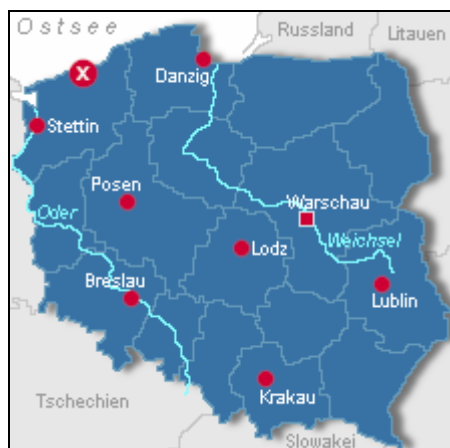 Ostsee
Russland
Litauen
Danzig
X
Stettin
Posen
Warschau
Oder
Weichsel
Lodz
Breslau
Lublin
Krakau
Tschechien
Slowakei